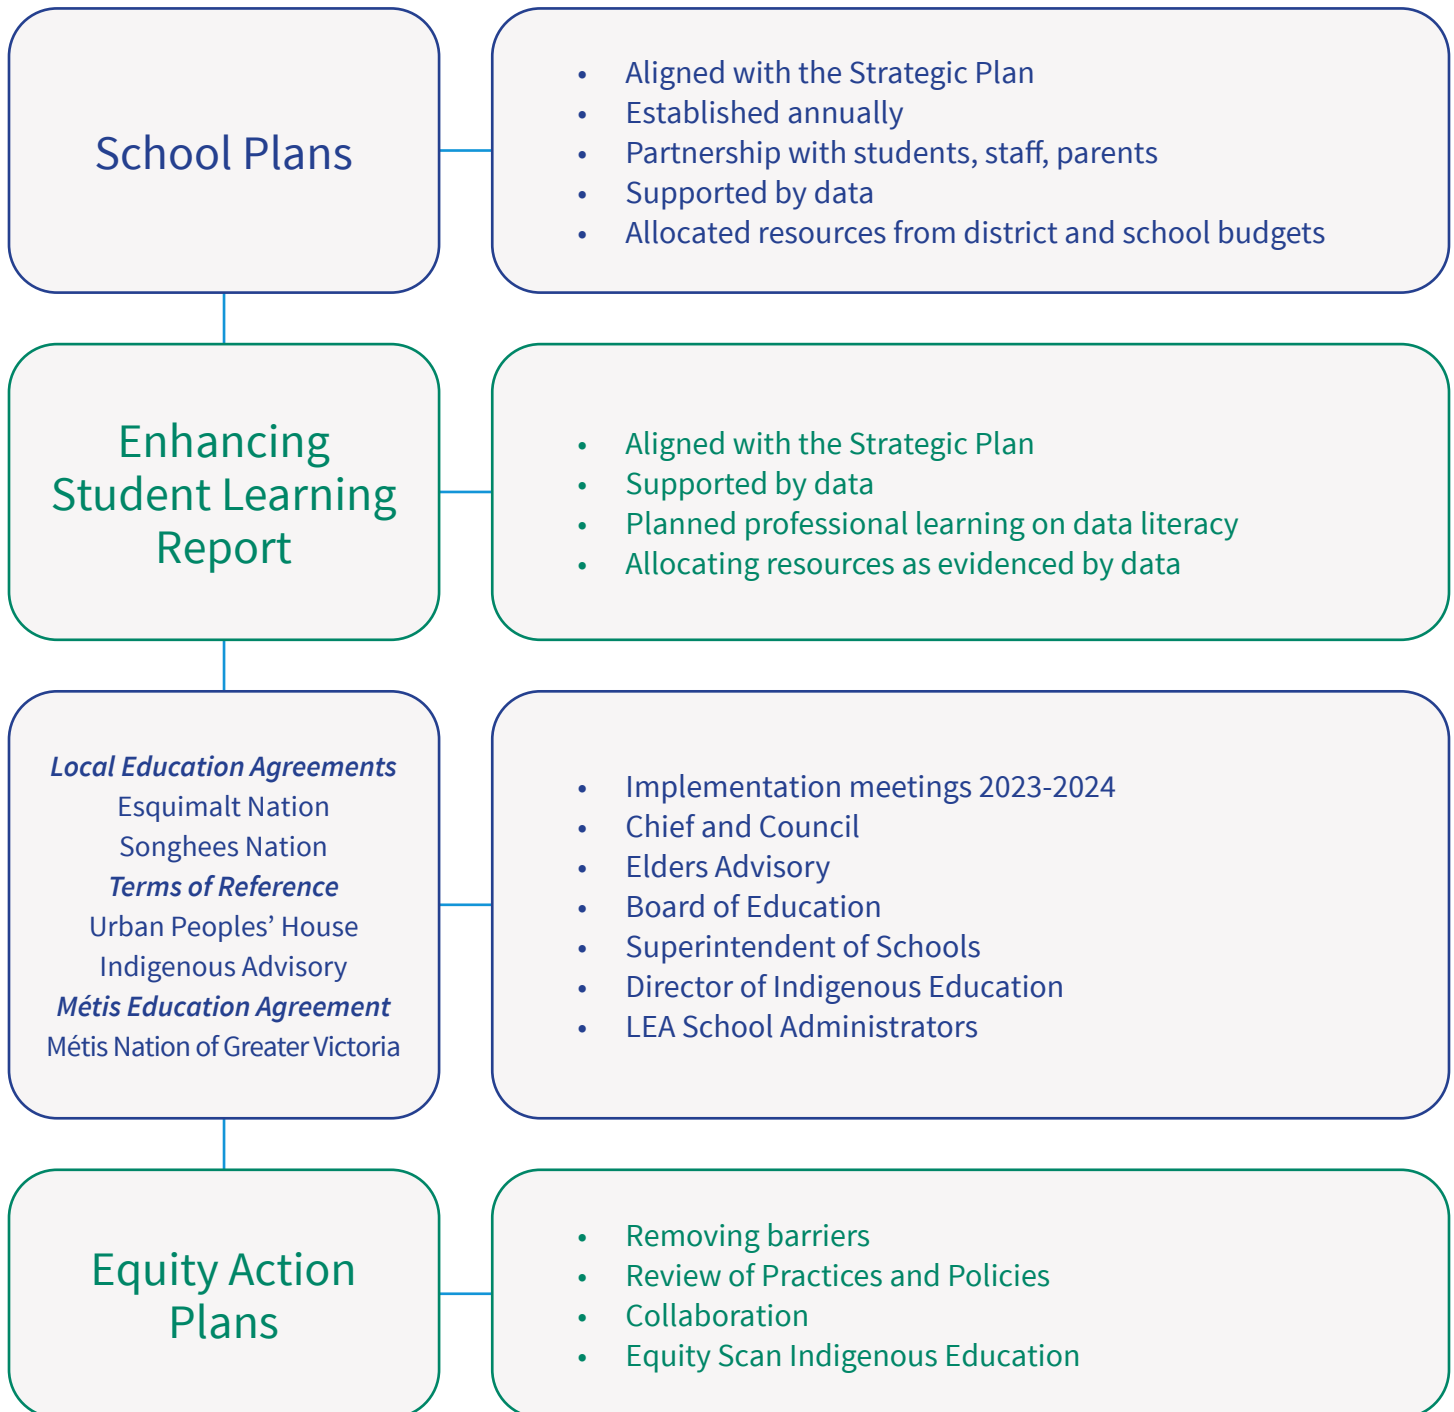 School Plans
• Aligned with the Strategic Plan
• Established annually
• Partnership with students, staff, parents
• Supported by data
• Allocated resources from district and school budgets
Enhancing
Student Learning
Report
• Aligned with the Strategic Plan
• Supported by data
• Planned professional learning on data literacy
• Allocating resources as evidenced by data
Local Education Agreements
Esquimalt Nation
Songhees Nation
Terms of Reference
Urban Peoples’ House
Indigenous Advisory
Métis Education Agreement
Métis Nation of Greater Victoria
• Implementation meetings 2023-2024
• Chief and Council
• Elders Advisory
• Board of Education
• Superintendent of Schools
• Director of Indigenous Education
• LEA School Administrators
Equity Action
Plans
• Removing barriers
• Review of Practices and Policies
• Collaboration
• Equity Scan Indigenous Education